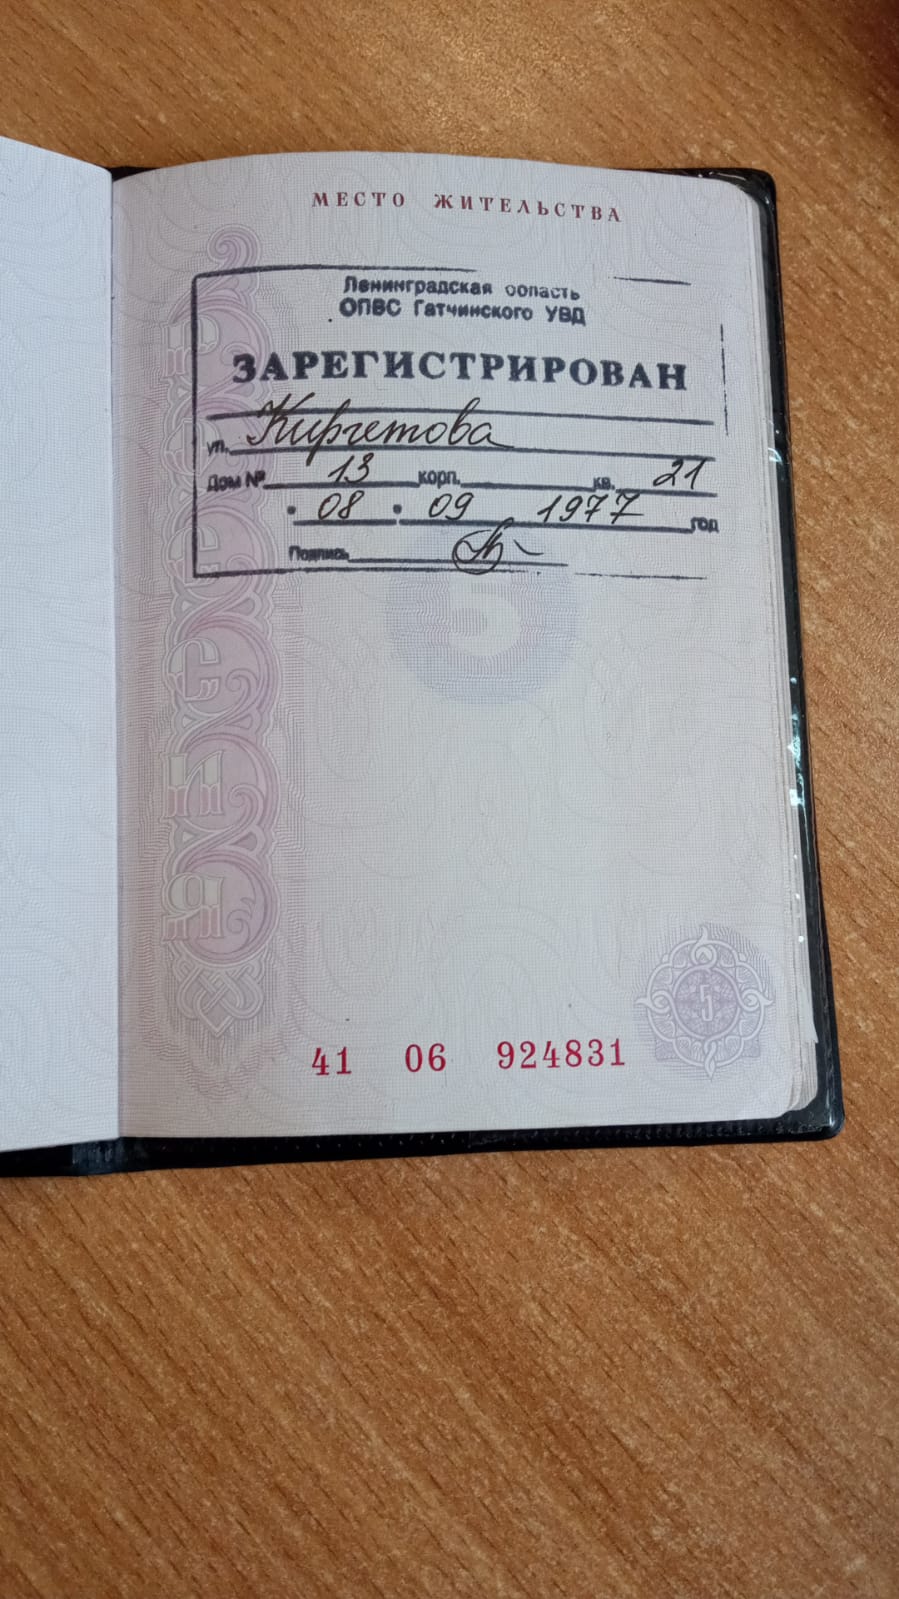 МЕСТО ЖИТЕЛЬСТВА
Ленинградская область
ОПВС Гатчинского УВД
ЗАРЕГИСТРИРОВАН
ул. Киргетова
Дом № 13 корп. кв. 21
08 09 1977 год
Подпись
41 06 924831